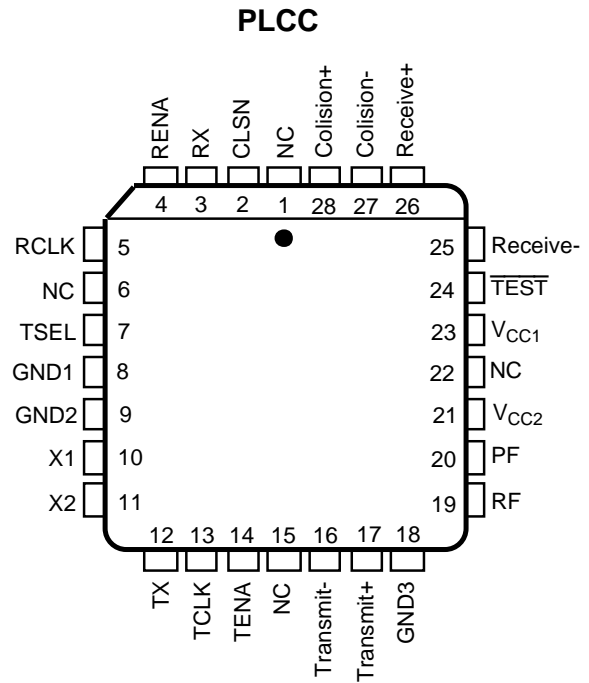 PLCC
RENA
RX
CLSN
NC
Colision+
Colision-
Receive+
4 3 2 1 28 27 26
RCLK 5 25 Receive-
NC 6 24 TEST
TSEL 7 23 VCC1
GND1 8 22 NC
GND2 9 21 VCC2
X1 10 20 PF
X2 11 19 RF
12 13 14 15 16 17 18
TX
TCLK
TENA
NC
Transmit-
Transmit+
GND3